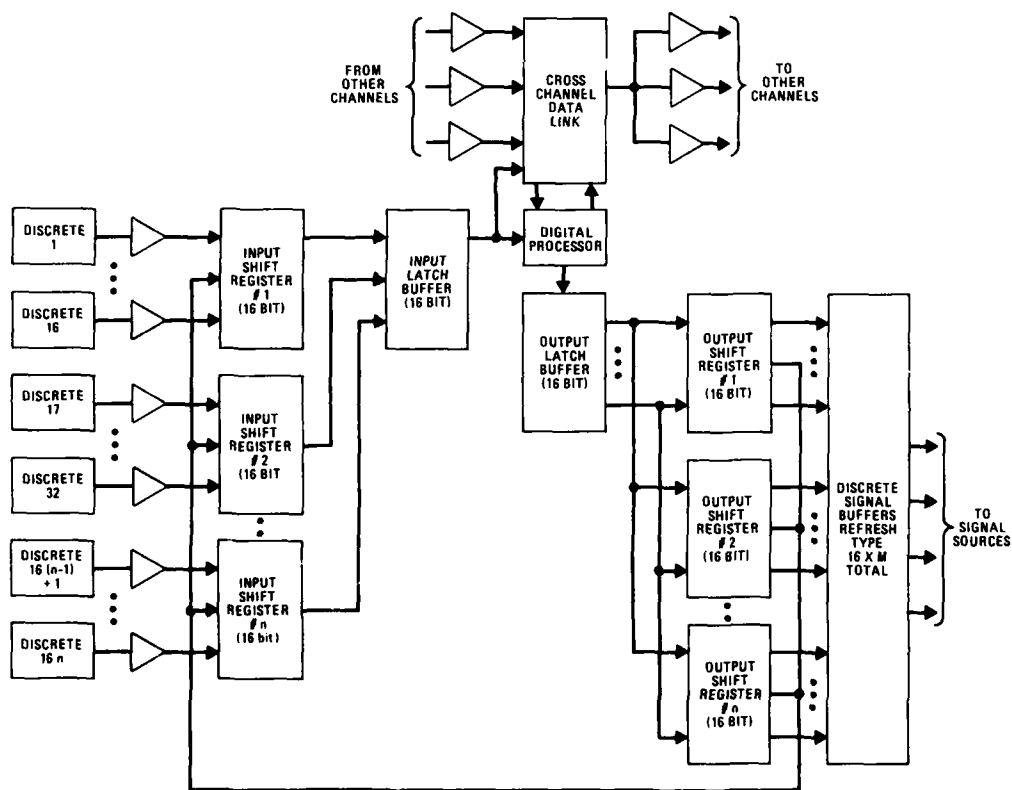 FROM
OTHER
CHANNELS
CROSS
CHANNEL
DATA
LINK
TO
OTHER
CHANNELS
DISCRETE
1
DISCRETE
16
INPUT
SHIFT
REGISTER
#1
(16 BIT)
INPUT
LATCH
BUFFER
(16 BIT)
DIGITAL
PROCESSOR
OUTPUT
LATCH
BUFFER
(16 BIT)
DISCRETE
17
DISCRETE
32
INPUT
SHIFT
REGISTER
#2
(16 BIT
DISCRETE
16 (n-1)
+ 1
DISCRETE
16 n
INPUT
SHIFT
REGISTER
#n
(16 bit)
OUTPUT
SHIFT
REGISTER
#1
(16 BIT)
OUTPUT
SHIFT
REGISTER
#2
(16 BIT)
OUTPUT
SHIFT
REGISTER
#n
(16 BIT)
DISCRETE
SIGNAL
BUFFERS
REFRESH
TYPE
16 X M
TOTAL
TO
SIGNAL
SOURCES